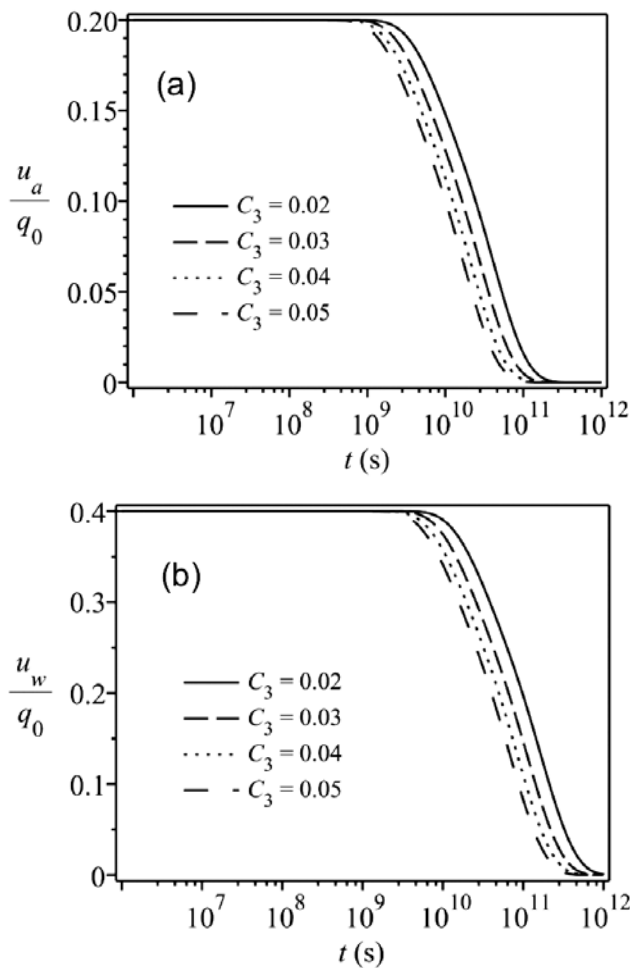 0.20
(a)
0.15
u_a
q_0
0.10
C_3 = 0.02
C_3 = 0.03
C_3 = 0.04
0.05
C_3 = 0.05
0
10^7 10^8 10^9 10^10 10^11 10^12
t (s)
0.4
(b)
0.3
u_w
q_0
0.2
C_3 = 0.02
C_3 = 0.03
C_3 = 0.04
0.1
C_3 = 0.05
0
10^7 10^8 10^9 10^10 10^11 10^12
t (s)